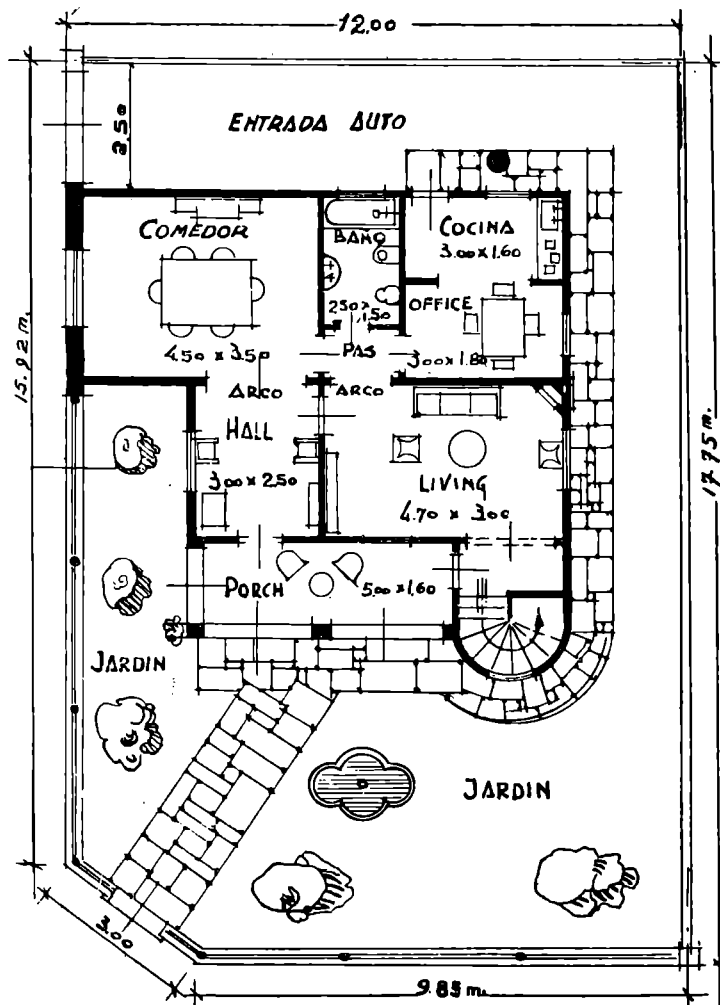 12.00
2.50
ENTRADA AUTO
COMEDOR
BAÑO
COCINA
3.00 x 1.60
OFFICE
2.50 x
1.50
4.50 x 3.50
PAS
3.00 x 1.80
15.92 m.
ARCO
ARCO
HALL
17.75 m.
3.00 x 2.50
LIVING
4.70 x 3.00
PORCH
5.00 x 1.60
JARDIN
JARDIN
3.00
9.85 m.